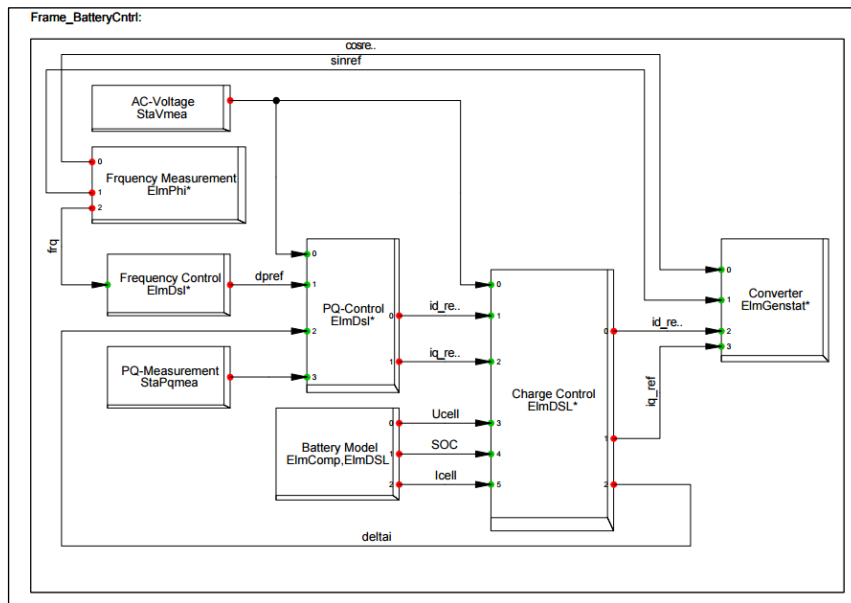 Frame_BatteryCntrl:
cosre..
sinref
AC-Voltage
StaVmea
0
Frquency Measurement
ElmPhi*
1
2
frq
Frequency Control
ElmDsl*
dpref
0
1
PQ-Control
ElmDsl*
2
3
0
1
PQ-Measurement
StaPqmea
id_re..
iq_re..
Battery Model
ElmComp,ElmDSL
0
1
2
Ucell
SOC
Icell
0
1
2
Charge Control
ElmDSL*
3
4
5
0
1
2
id_re..
iq_ref
0
Converter
ElmGenstat*
1
2
3
deltai